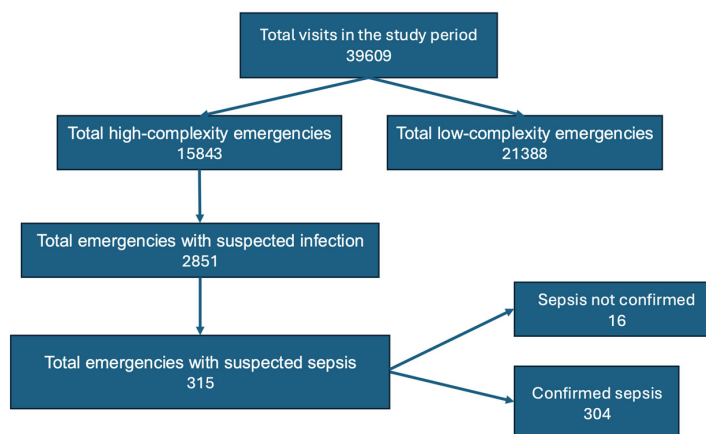 Total visits in the study period
39609
Total high-complexity emergencies
15843
Total low-complexity emergencies
21388
Total emergencies with suspected infection
2851
Sepsis not confirmed
16
Total emergencies with suspected sepsis
315
Confirmed sepsis
304